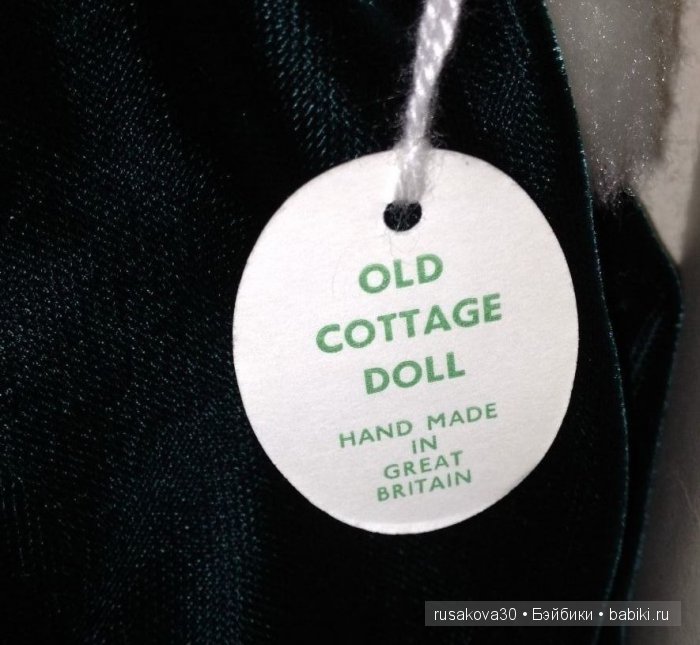 OLD
COTTAGE
DOLL
HAND MADE
IN
GREAT
BRITAIN
rusakova30 • Бэйбики • babiki.ru